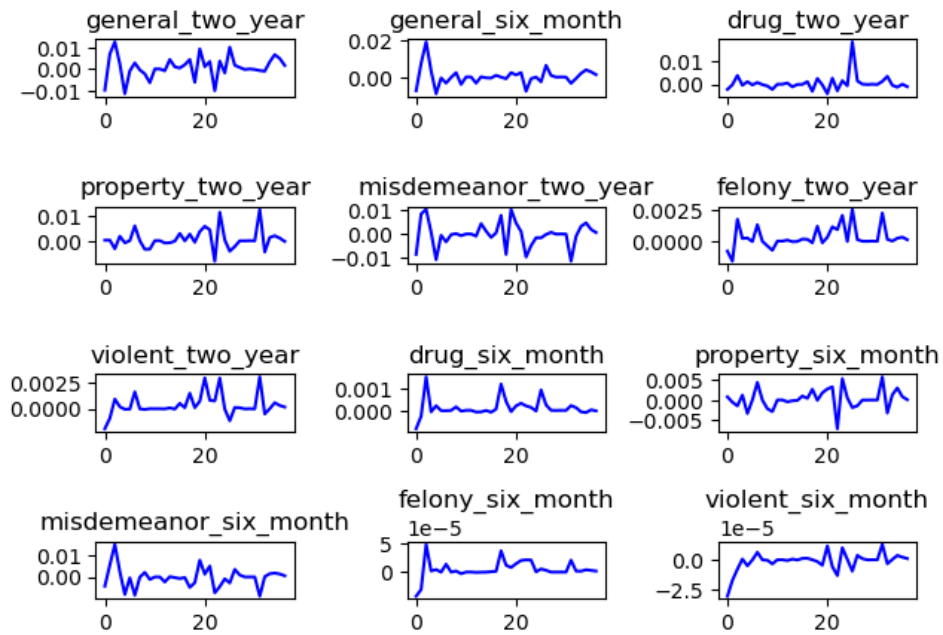 general_two_year
0.01
0.00
−0.01
0 20
general_six_month
0.02
0.00
0 20
drug_two_year
0.01
0.00
0 20
property_two_year
0.01
0.00
0 20
misdemeanor_two_year
0.01
0.00
−0.01
0 20
felony_two_year
0.0025
0.0000
0 20
violent_two_year
0.0025
0.0000
0 20
drug_six_month
0.001
0.000
0 20
property_six_month
0.005
0.000
−0.005
0 20
misdemeanor_six_month
0.01
0.00
0 20
felony_six_month
1e−5
5
0
0 20
violent_six_month
1e−5
0.0
−2.5
0 20